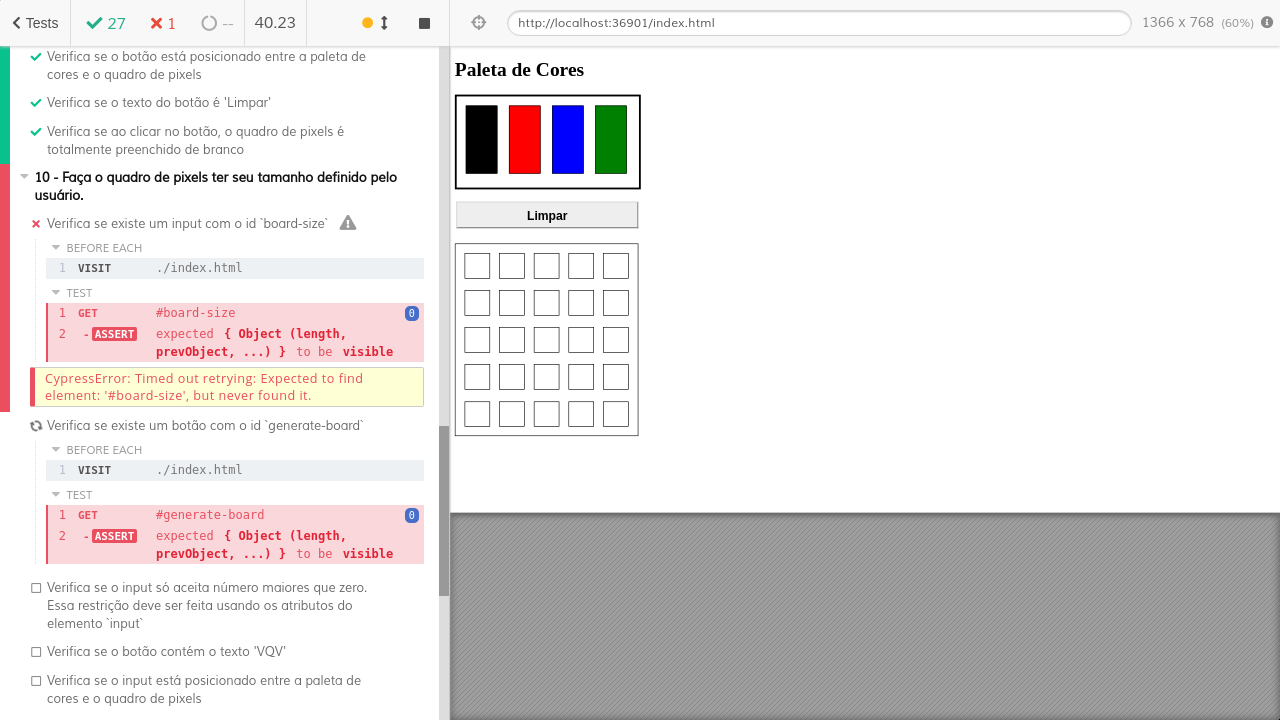 Tests 27 1 -- 40.23 http://localhost:36901/index.html 1366 x 768 (60%)
Verifica se o botão está posicionado entre a paleta de
cores e o quadro de pixels
Verifica se o texto do botão é 'Limpar'
Verifica se ao clicar no botão, o quadro de pixels é
totalmente preenchido de branco
10 - Faça o quadro de pixels ter seu tamanho definido pelo
usuário.
Verifica se existe um input com o id `board-size`
BEFORE EACH
1 VISIT ./index.html
TEST
1 GET #board-size 0
2 -ASSERT expected { Object (length,
prevObject, ...) } to be visible
CypressError: Timed out retrying: Expected to find
element: '#board-size', but never found it.
Verifica se existe um botão com o id `generate-board`
BEFORE EACH
1 VISIT ./index.html
TEST
1 GET #generate-board 0
2 -ASSERT expected { Object (length,
prevObject, ...) } to be visible
Verifica se o input só aceita número maiores que zero.
Essa restrição deve ser feita usando os atributos do
elemento `input`
Verifica se o botão contém o texto 'VQV'
Verifica se o input está posicionado entre a paleta de
cores e o quadro de pixels
Paleta de Cores
Limpar